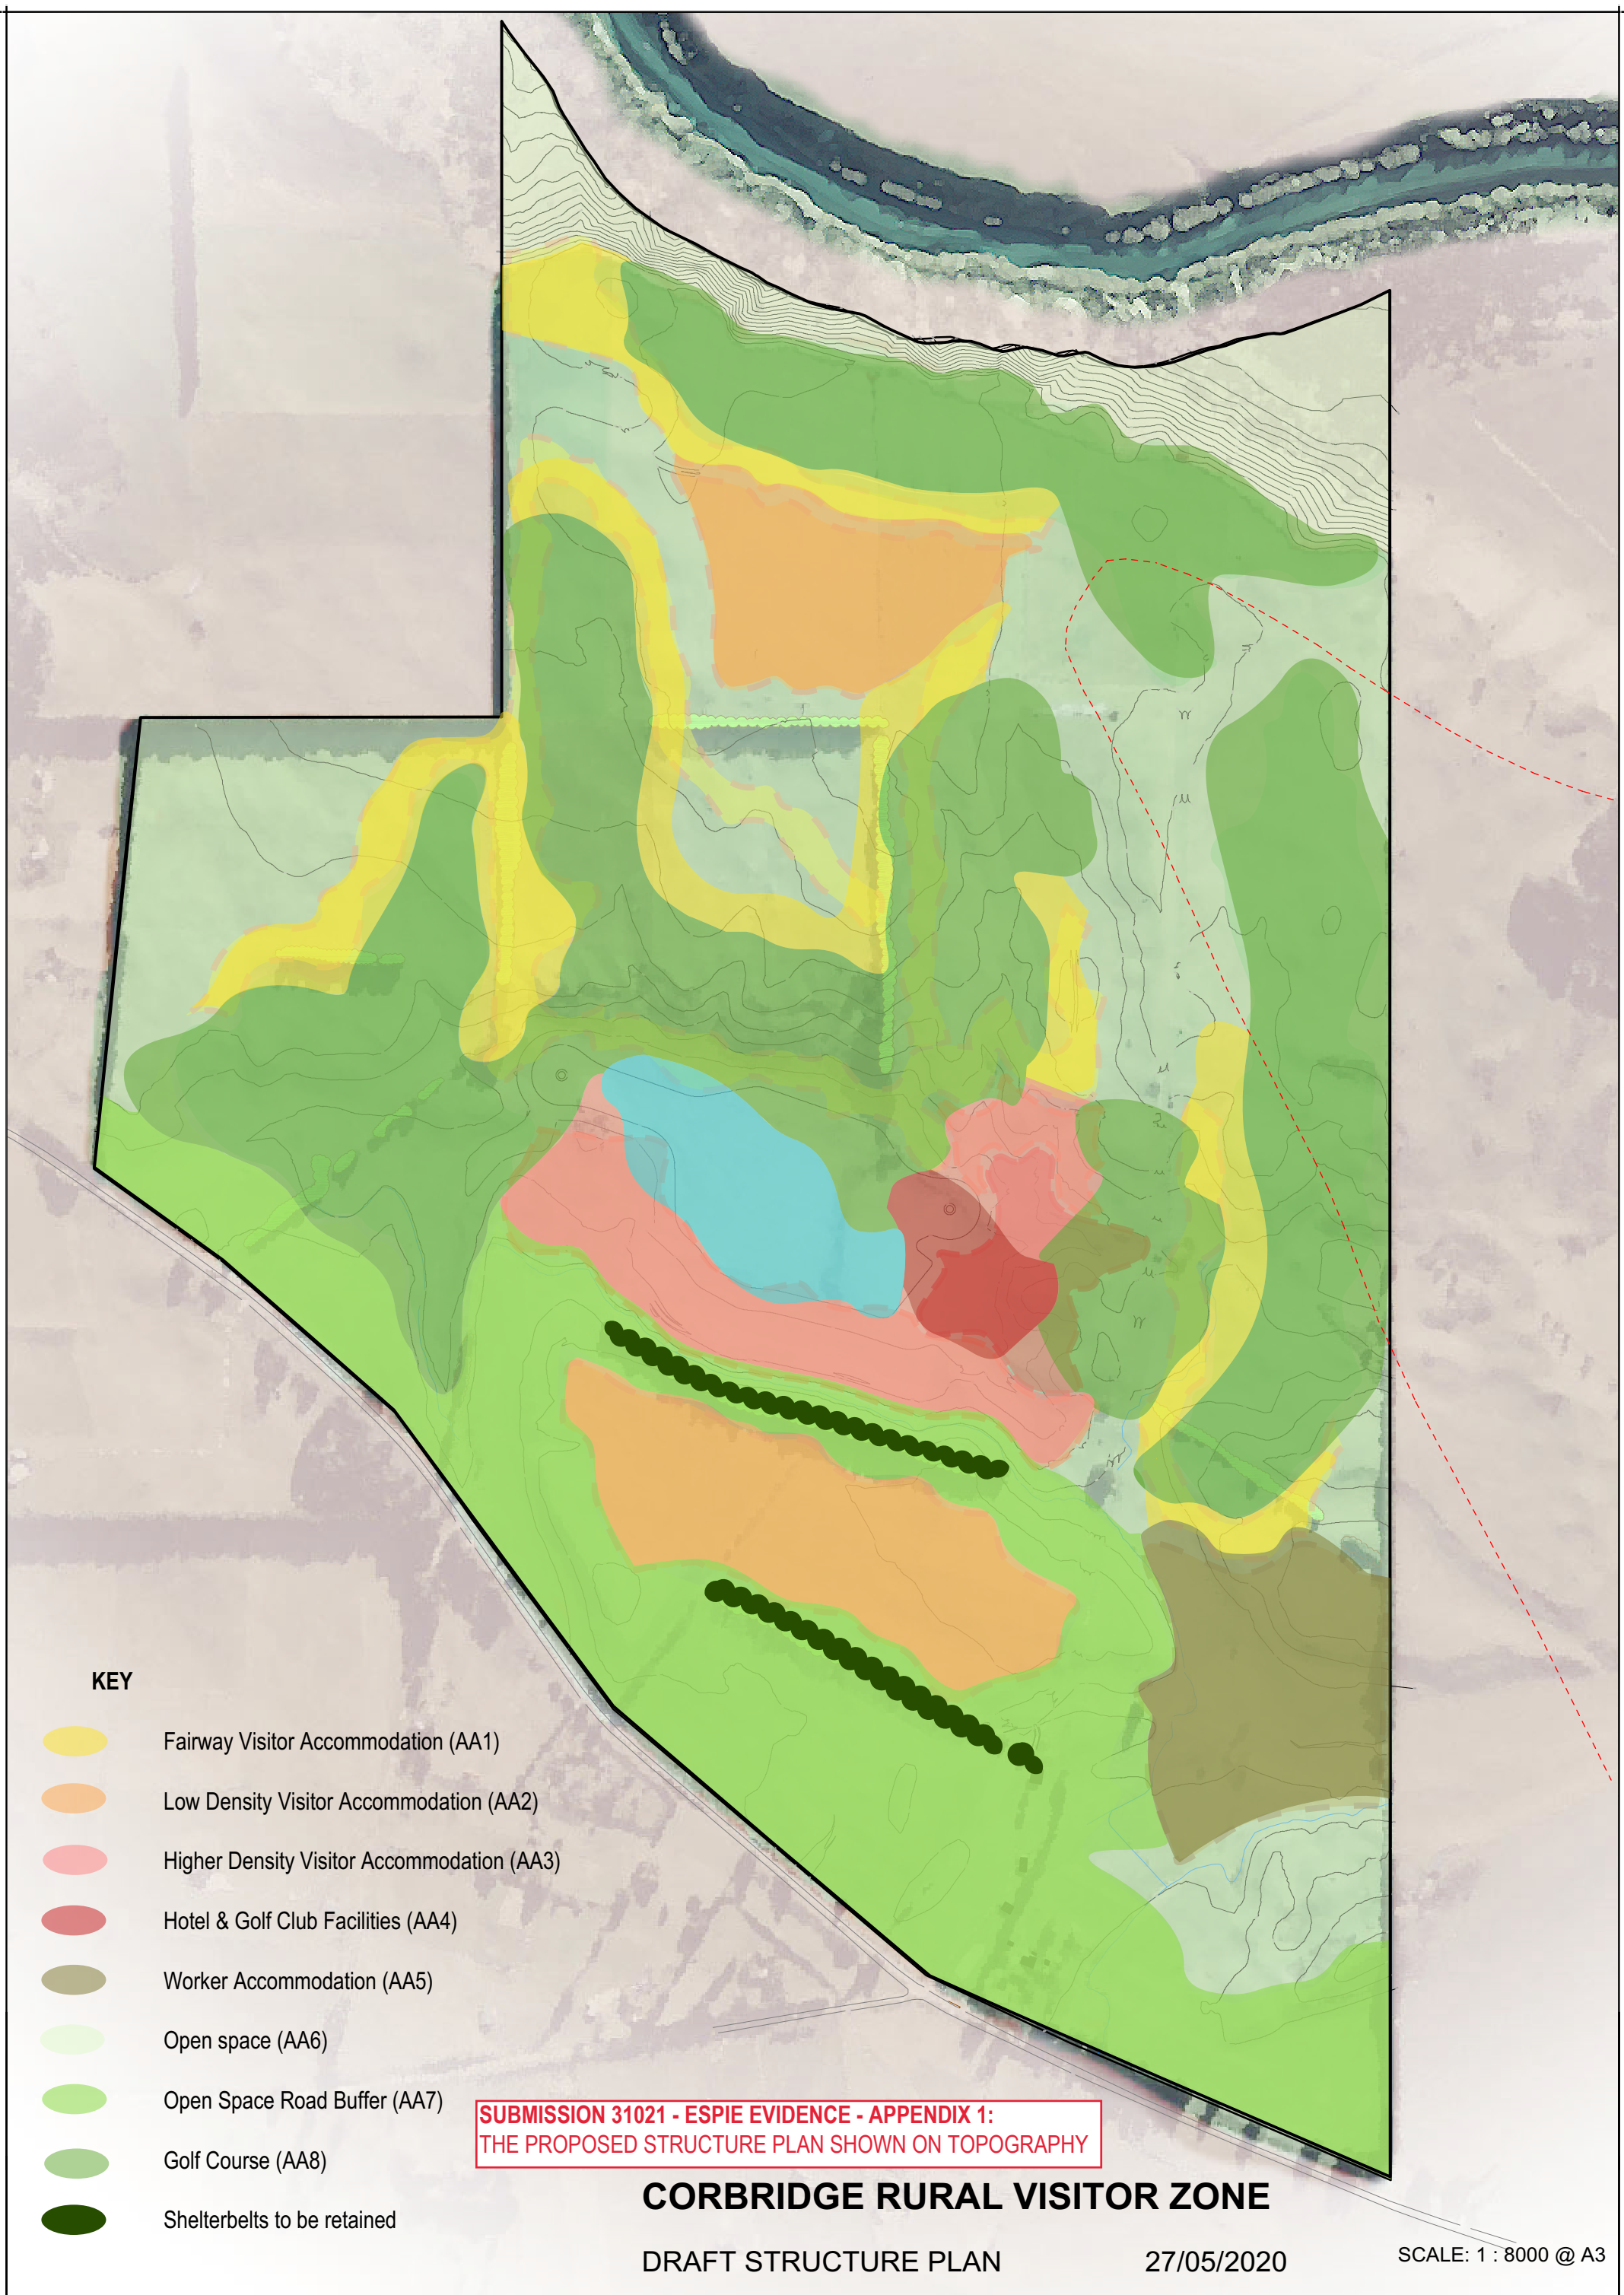 KEY
Fairway Visitor Accommodation (AA1)
Low Density Visitor Accommodation (AA2)
Higher Density Visitor Accommodation (AA3)
Hotel & Golf Club Facilities (AA4)
Worker Accommodation (AA5)
Open space (AA6)
Open Space Road Buffer (AA7)
Golf Course (AA8)
Shelterbelts to be retained
SUBMISSION 31021 - ESPIE EVIDENCE - APPENDIX 1:
THE PROPOSED STRUCTURE PLAN SHOWN ON TOPOGRAPHY
CORBRIDGE RURAL VISITOR ZONE
DRAFT STRUCTURE PLAN 27/05/2020
SCALE: 1 : 8000 @ A3